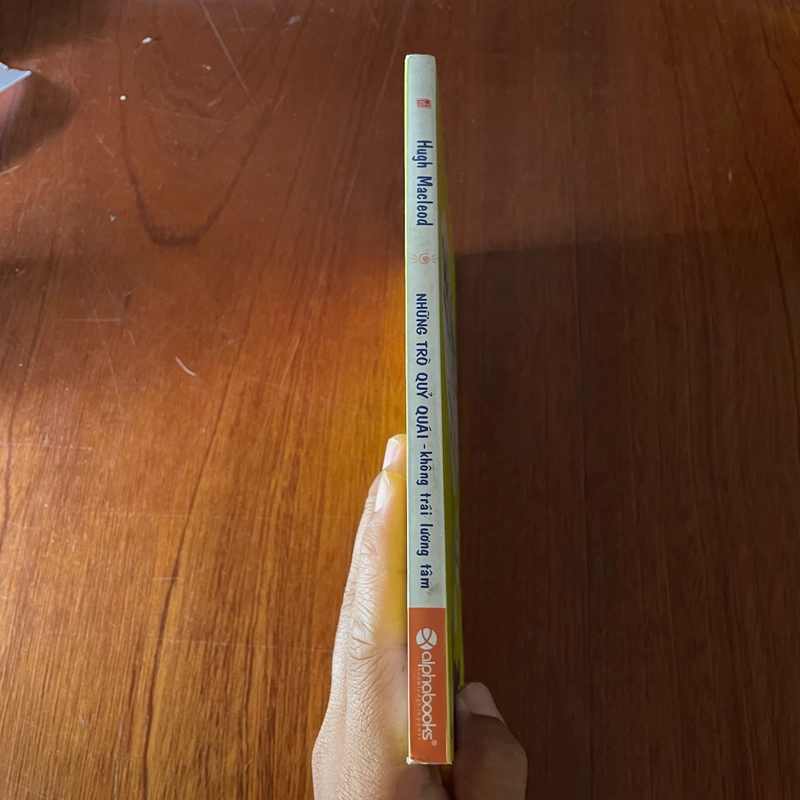 Hugh Macleod
NHỮNG TRÒ QUỶ QUÁI - không trái lương tâm
alphabooks®